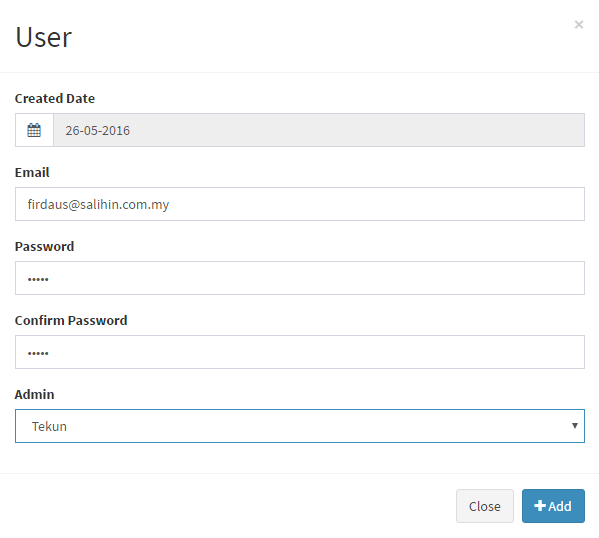 User
×
Created Date
26-05-2016
Email
firdaus@salihin.com.my
Password
•••••
Confirm Password
•••••
Admin
Tekun
Close
Add